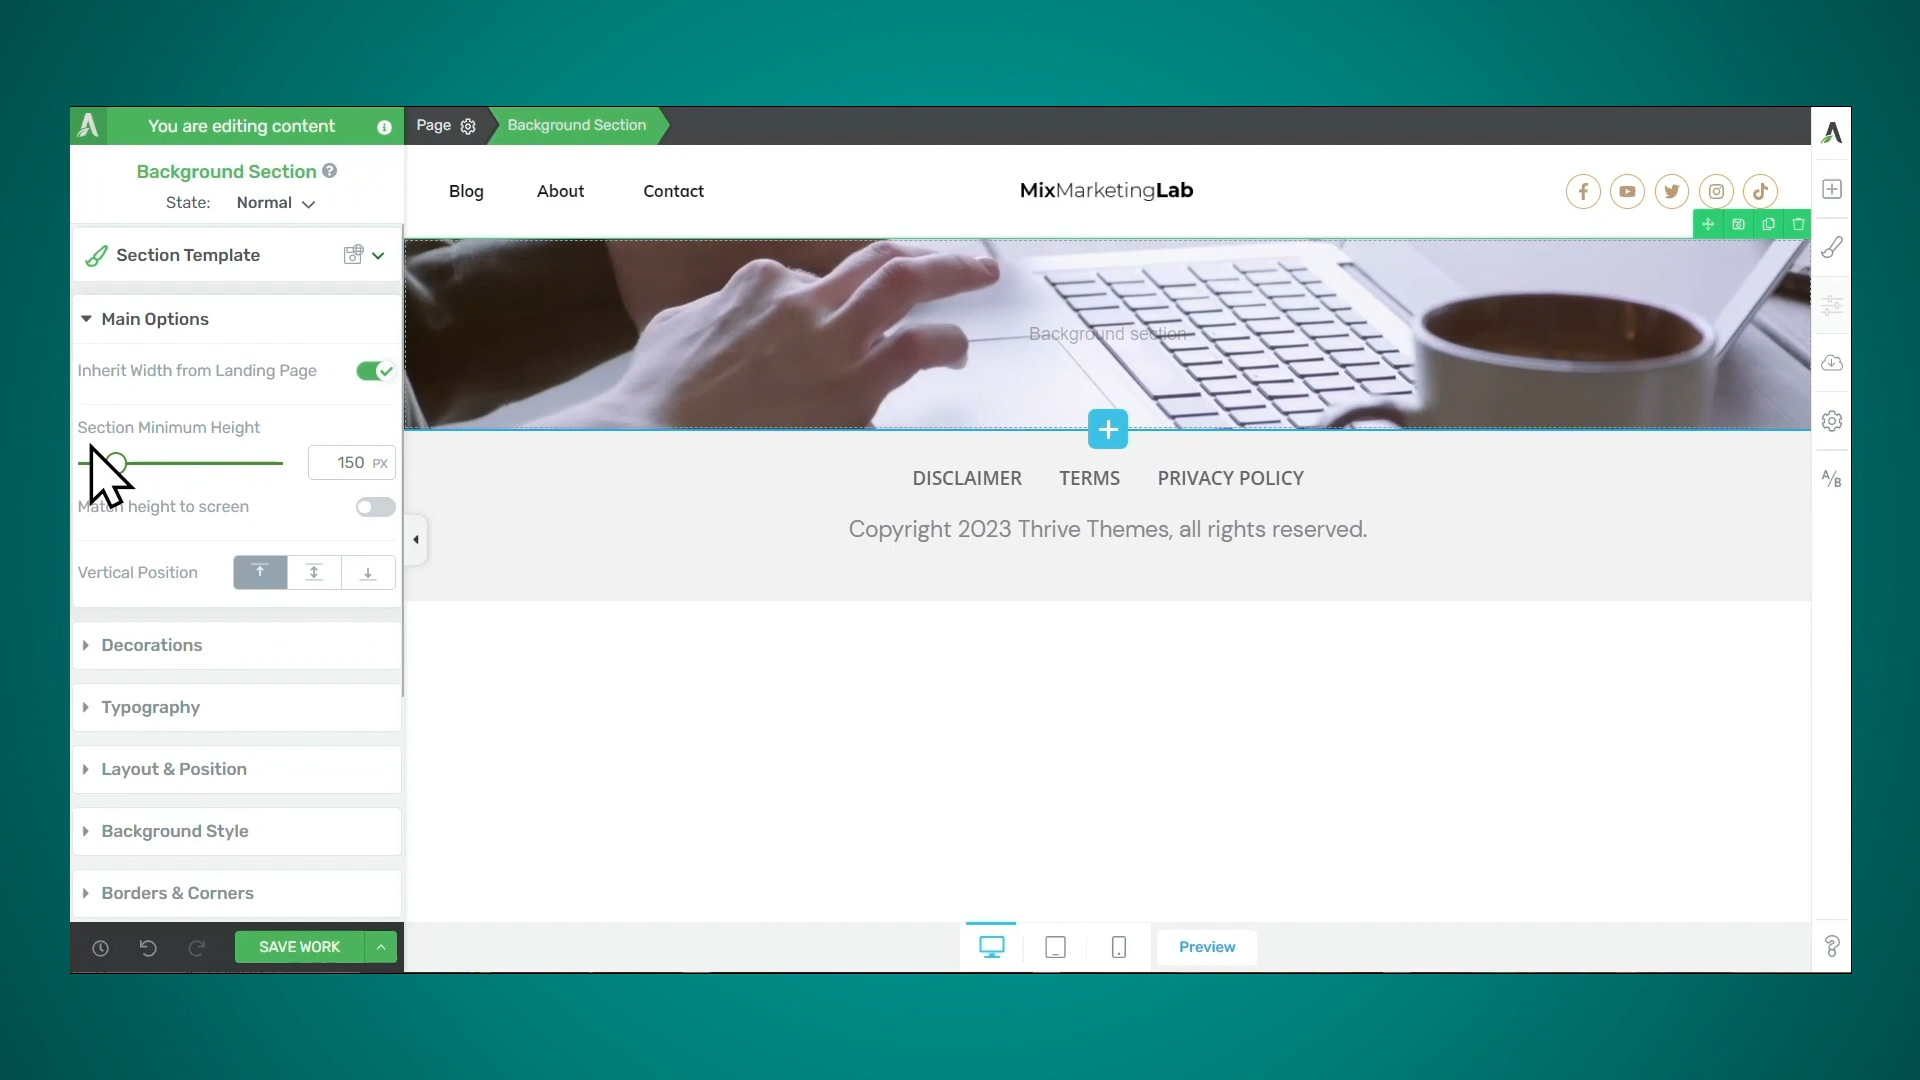 You are editing content
Page
Background Section
Background Section
State: Normal
Blog
About
Contact
MixMarketingLab
Section Template
Main Options
Inherit Width from Landing Page
Background section
Section Minimum Height
150 PX
Match height to screen
DISCLAIMER
TERMS
PRIVACY POLICY
Copyright 2023 Thrive Themes, all rights reserved.
Vertical Position
Decorations
Typography
Layout & Position
Background Style
Borders & Corners
SAVE WORK
Preview
A/B